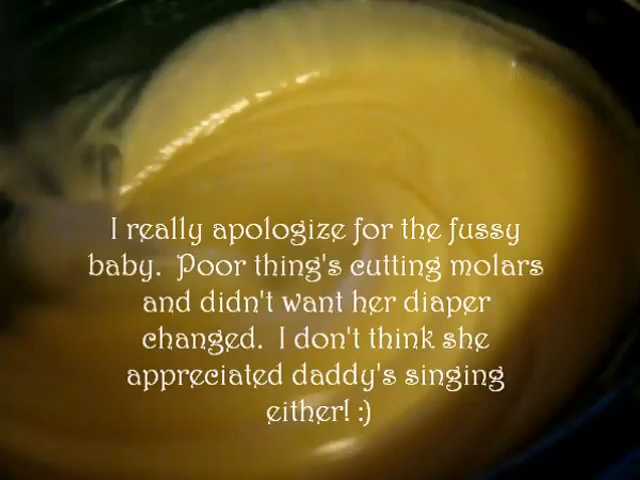 I really apologize for the fussy
baby.  Poor thing's cutting molars
and didn't want her diaper
changed.  I don't think she
appreciated daddy's singing
either! :)